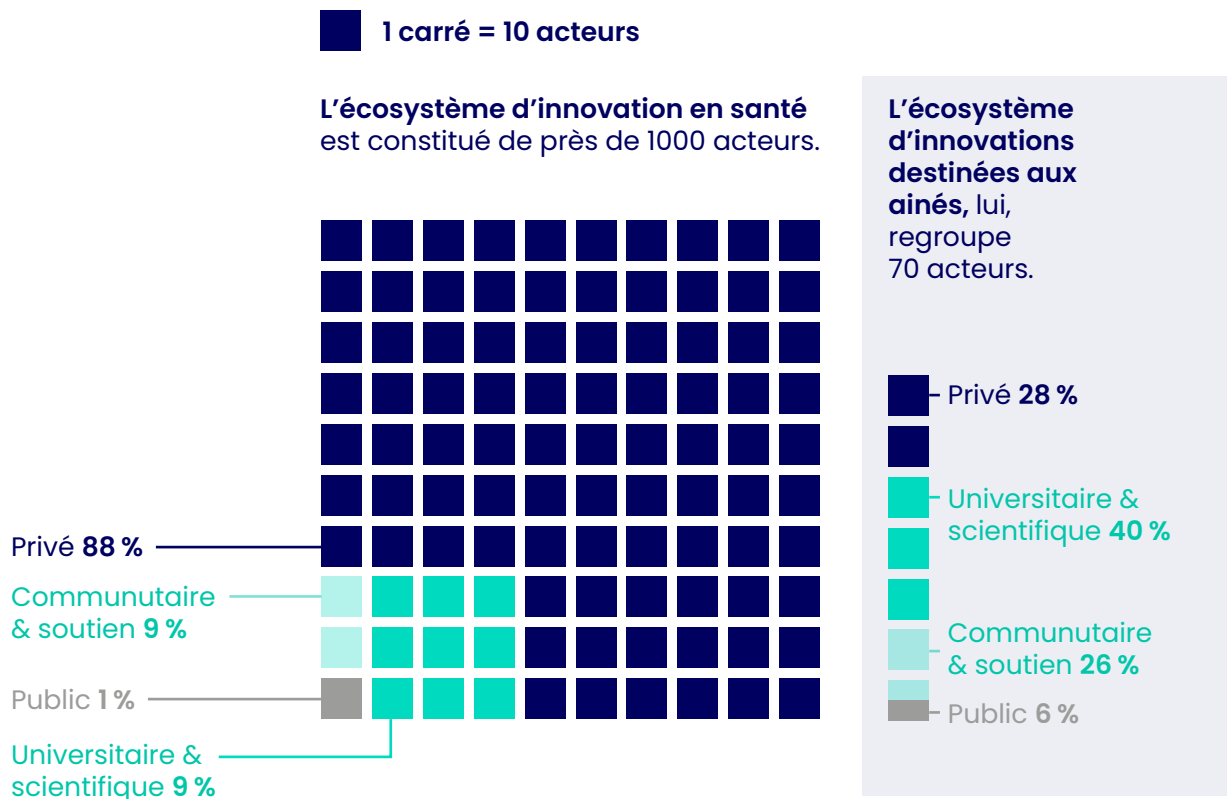 1 carré = 10 acteurs
L’écosystème d’innovation en santé
est constitué de près de 1000 acteurs.
Privé 88 %
Communutaire
& soutien 9 %
Public 1 %
Universitaire &
scientifique 9 %
L’écosystème
d’innovations
destinées aux
ainés, lui,
regroupe
70 acteurs.
Privé 28 %
Universitaire &
scientifique 40 %
Communutaire
& soutien 26 %
Public 6 %